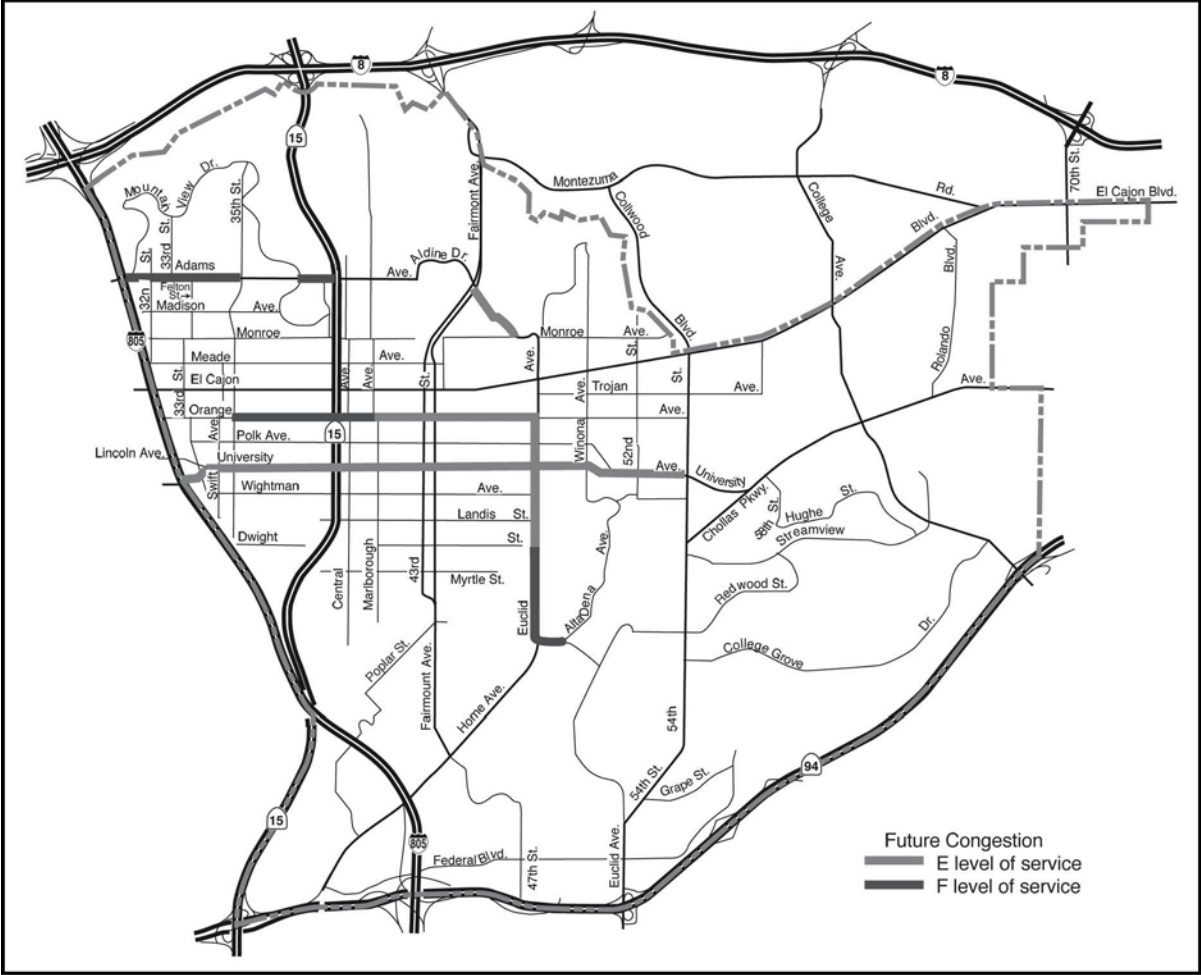 8
8
15
70th St.
El Cajon Blvd.
Mountain
View Dr.
35th St.
Fairmont Ave.
Montezuma
Rd.
Collwood
Blvd.
College
Ave.
Blvd.
33rd St.
32n St.
Adams
Ave.
Aldine Dr.
Felton
St.
Madison
Ave.
Monroe
Monroe
Ave.
805
Meade
Ave.
St.
El Cajon
33rd St.
Ave.
Ave.
St.
Ave.
St.
St.
Trojan
Ave.
Rolando
Blvd.
Ave.
Orange
Ave.
15
Ave.
Polk Ave.
Winona
Ave.
52nd
Lincoln Ave.
University
Ave.
University
Swift
Wightman
Ave.
Chollas Pkwy.
58th St.
Hughe St.
Streamview
Landis St.
Dwight
St.
Central
Marlborough
43rd
Myrtle St.
Euclid
AltaDena
Ave.
Redwood St.
College Grove
Dr.
Poplar St.
Fairmount Ave.
Home Ave.
54th
54th St.
Grape St.
94
15
805
Federal Blvd.
47th St.
Euclid Ave.
Future Congestion
E level of service
F level of service